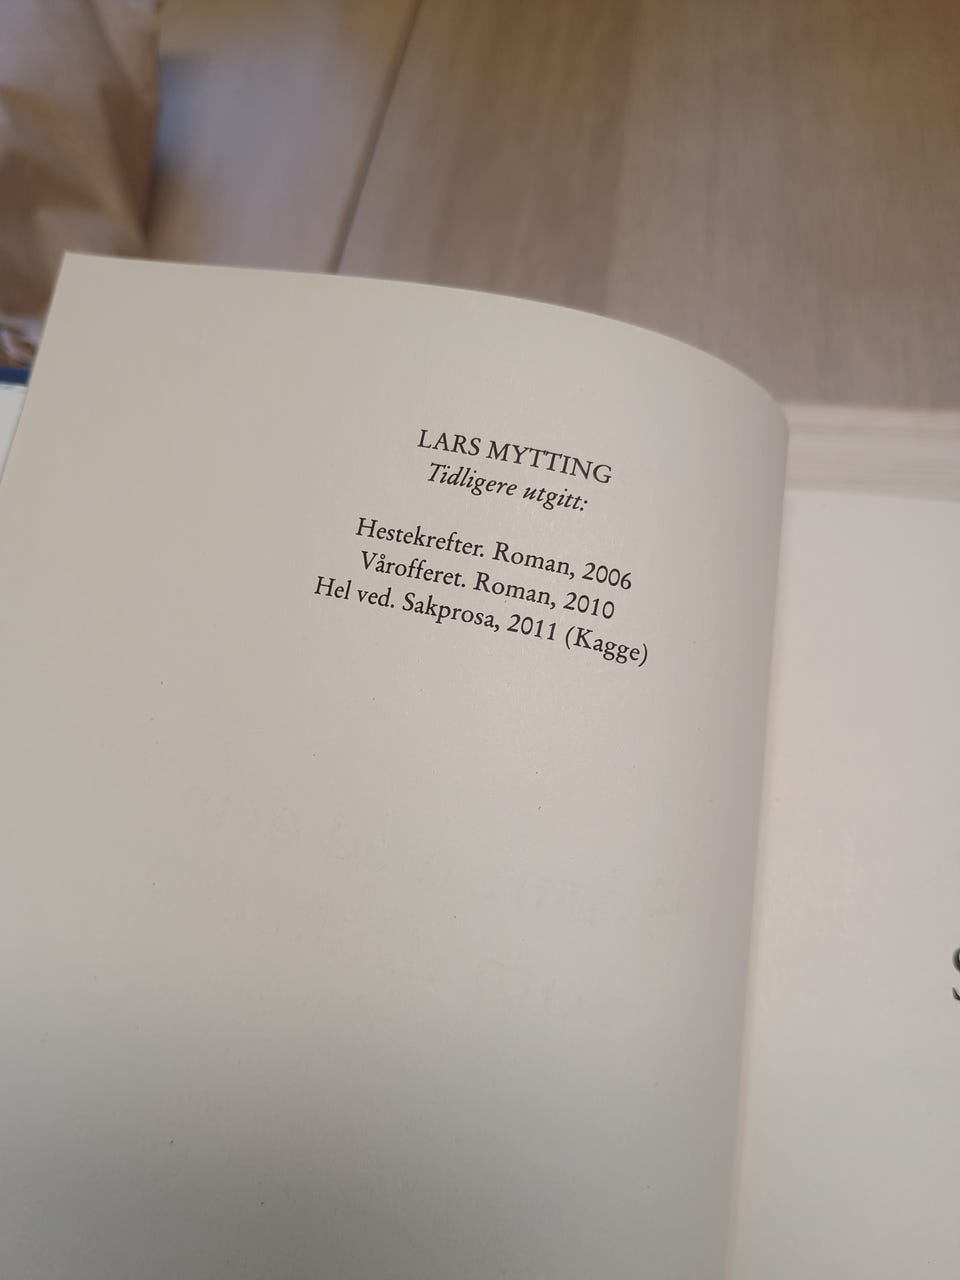 LARS MYTTING
Tidligere utgitt:
Hestekrefter. Roman, 2006
Vårofferet. Roman, 2010
Hel ved. Sakprosa, 2011 (Kagge)
S